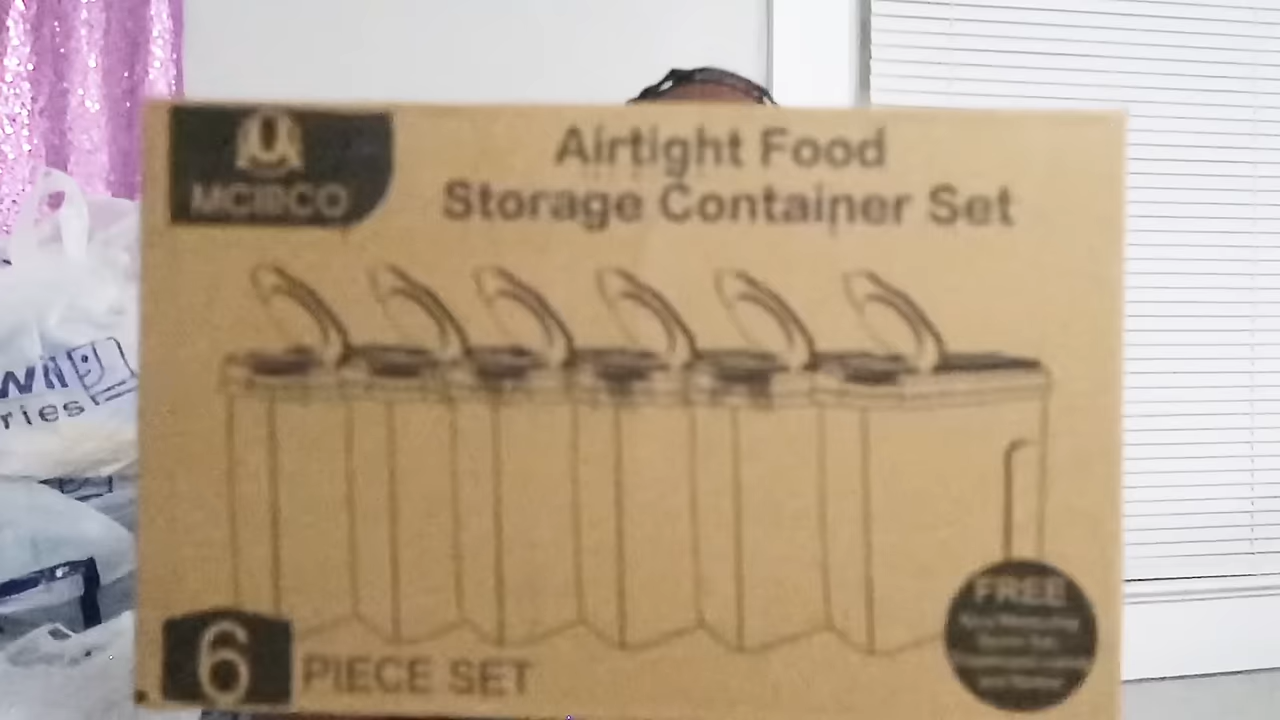 MCIRCO
Airtight Food
Storage Container Set
6
PIECE SET
FREE
ries